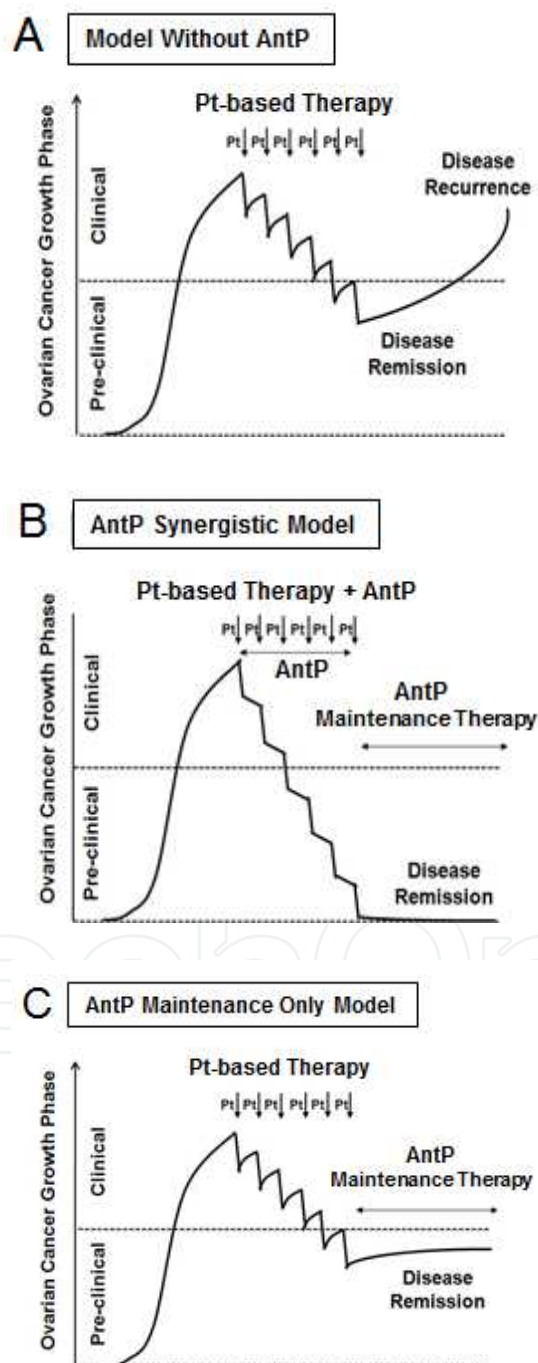 A
Model Without AntP
Pt-based Therapy
Pt Pt Pt Pt Pt Pt
Disease
Recurrence
Ovarian Cancer Growth Phase
Clinical
Pre-clinical
Disease
Remission
B
AntP Synergistic Model
Pt-based Therapy + AntP
Pt Pt Pt Pt Pt Pt
AntP
AntP
Maintenance Therapy
Ovarian Cancer Growth Phase
Clinical
Pre-clinical
Disease
Remission
C
AntP Maintenance Only Model
Pt-based Therapy
Pt Pt Pt Pt Pt Pt
AntP
Maintenance Therapy
Ovarian Cancer Growth Phase
Clinical
Pre-clinical
Disease
Remission